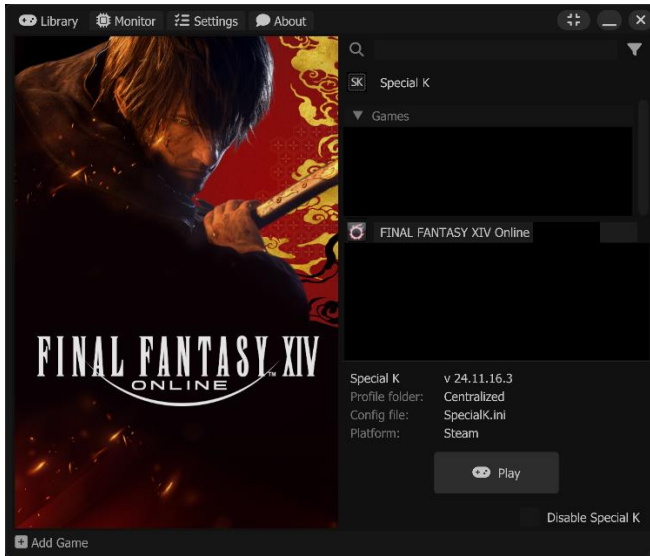 Library Monitor Settings About
SK Special K
Games
FINAL FANTASY XIV Online
FINAL FANTASY XIV
ONLINE
TM
Special K v 24.11.16.3
Profile folder: Centralized
Config file: SpecialK.ini
Platform: Steam
Play
Disable Special K
Add Game